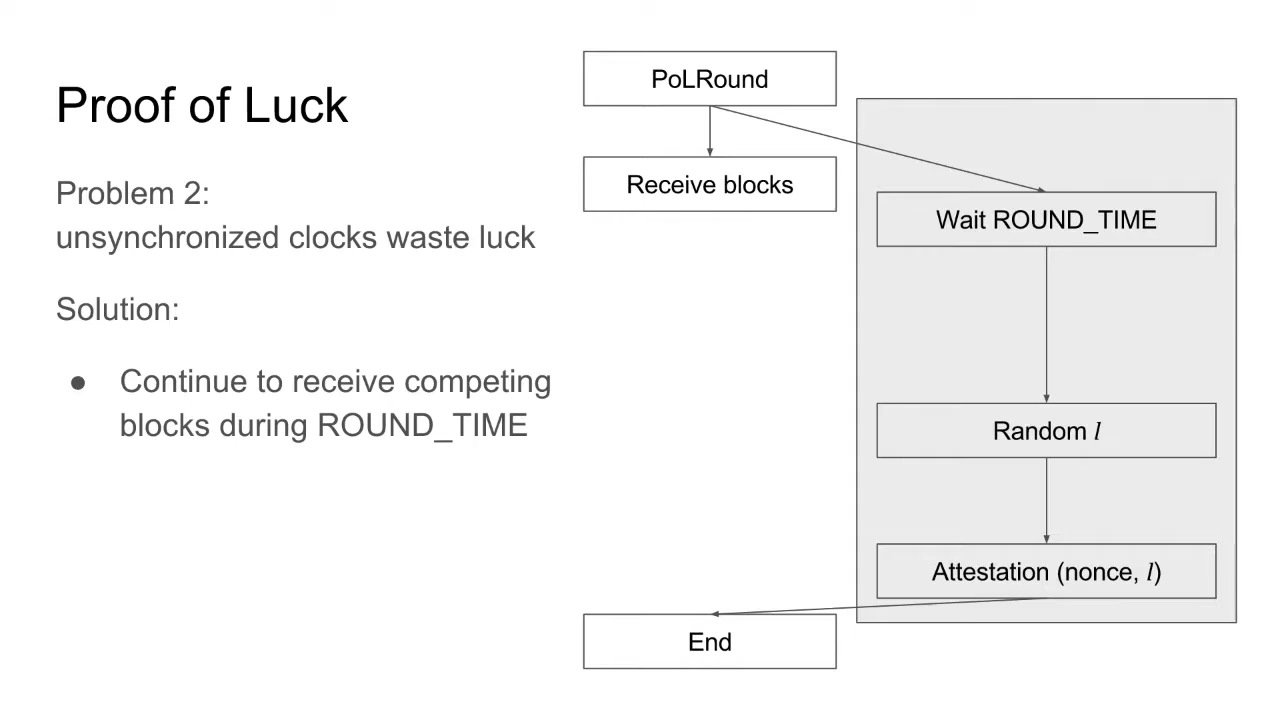 Proof of Luck
Problem 2:
unsynchronized clocks waste luck
Solution:
● Continue to receive competing
blocks during ROUND_TIME
PoLRound
Receive blocks
Wait ROUND_TIME
Random l
Attestation (nonce, l)
End